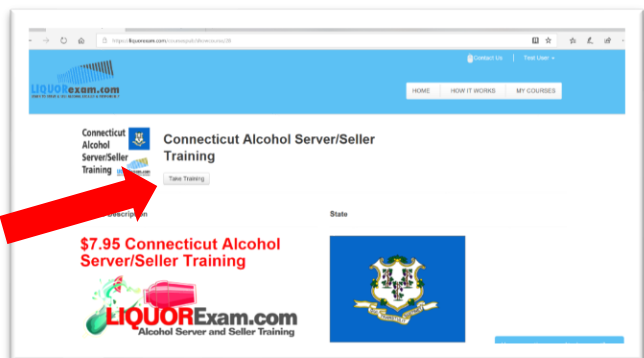 https://liquorexam.com/
Contact Us
Test User
LIQUORexam.com
HOME
HOW IT WORKS
MY COURSES
Connecticut
Alcohol
Server/Seller
Training
Connecticut Alcohol Server/Seller
Training
Take Training
Description
State
$7.95 Connecticut Alcohol
Server/Seller Training
LIQUORExam.com
Alcohol Server and Seller Training